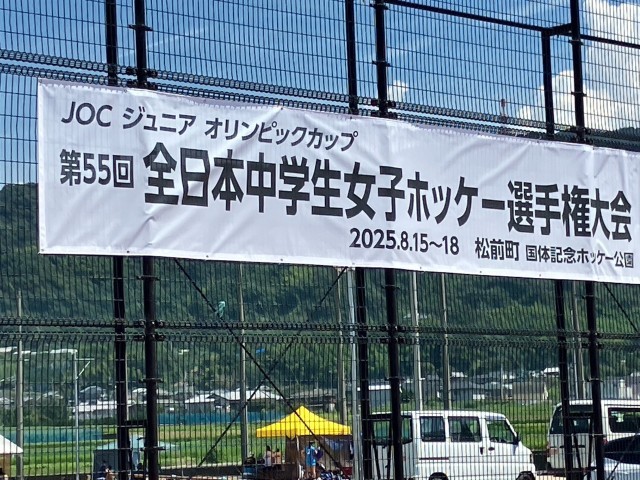 JOC ジュニア オリンピックカップ
第55回 全日本中学生女子ホッケー選手権大会
2025.8.15~18 松前町 国体記念ホッケー公園